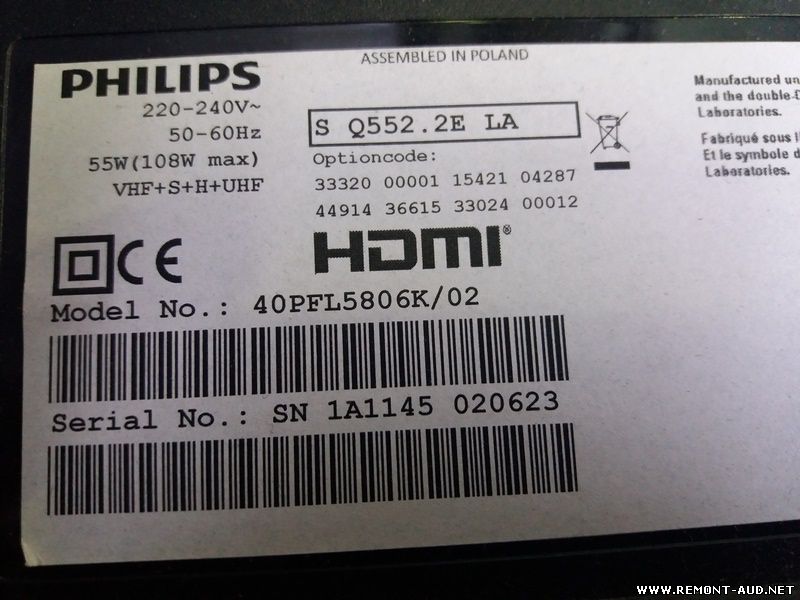 PHILIPS
220-240V~
50-60Hz
55W(108W max)
VHF+S+H+UHF
ASSEMBLED IN POLAND
S Q552.2E LA
Optioncode:
33320 00001 15421 04287
44914 36615 33024 00012
HDMI®
CE
Model No.: 40PFL5806K/02
Serial No.: SN 1A1145 020623
Manufactured un
and the double-D
Laboratories.
Fabriqué sous l
Et le symbole d
Laboratories.
WWW.REMONT-AUD.NET